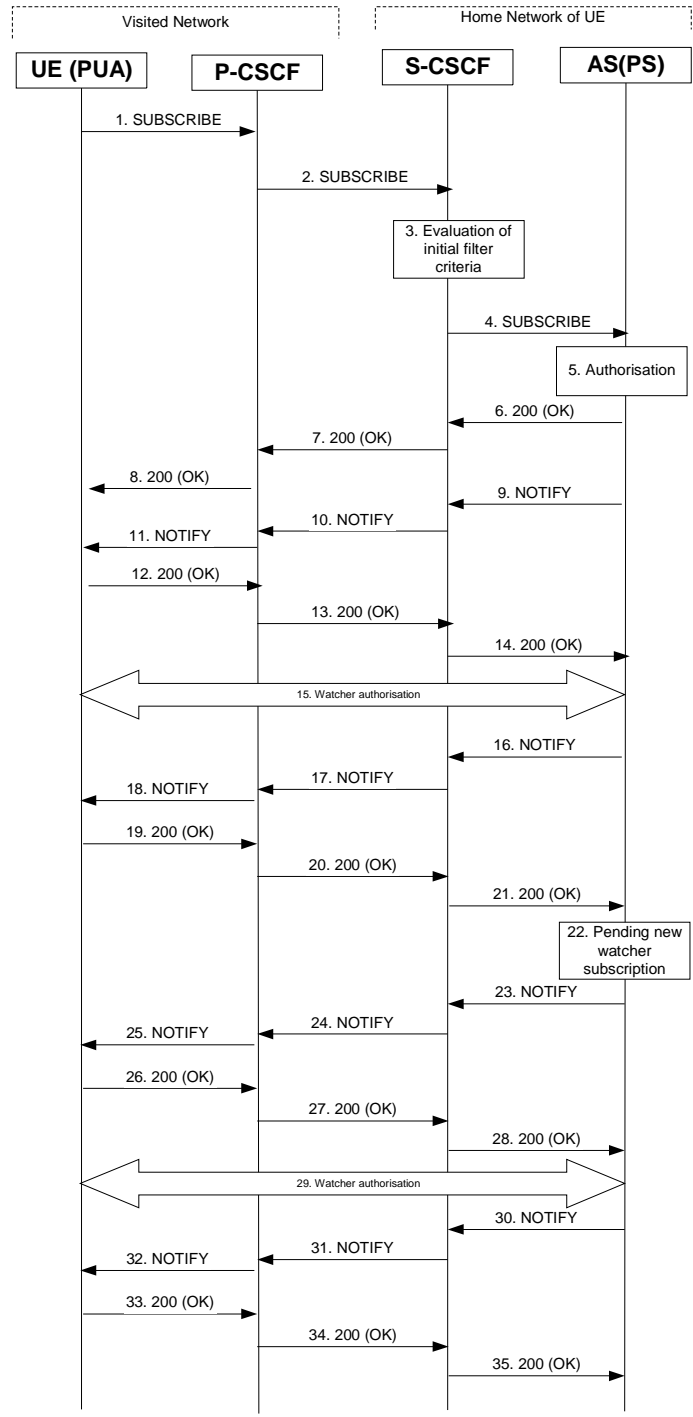 Visited Network
Home Network of UE
UE (PUA)
P-CSCF
S-CSCF
AS(PS)
1. SUBSCRIBE
2. SUBSCRIBE
3. Evaluation of
initial filter
criteria
4. SUBSCRIBE
5. Authorisation
6. 200 (OK)
7. 200 (OK)
8. 200 (OK)
9. NOTIFY
10. NOTIFY
11. NOTIFY
12. 200 (OK)
13. 200 (OK)
14. 200 (OK)
15. Watcher authorisation
16. NOTIFY
17. NOTIFY
18. NOTIFY
19. 200 (OK)
20. 200 (OK)
21. 200 (OK)
22. Pending new
watcher
subscription
23. NOTIFY
24. NOTIFY
25. NOTIFY
26. 200 (OK)
27. 200 (OK)
28. 200 (OK)
29. Watcher authorisation
30. NOTIFY
31. NOTIFY
32. NOTIFY
33. 200 (OK)
34. 200 (OK)
35. 200 (OK)